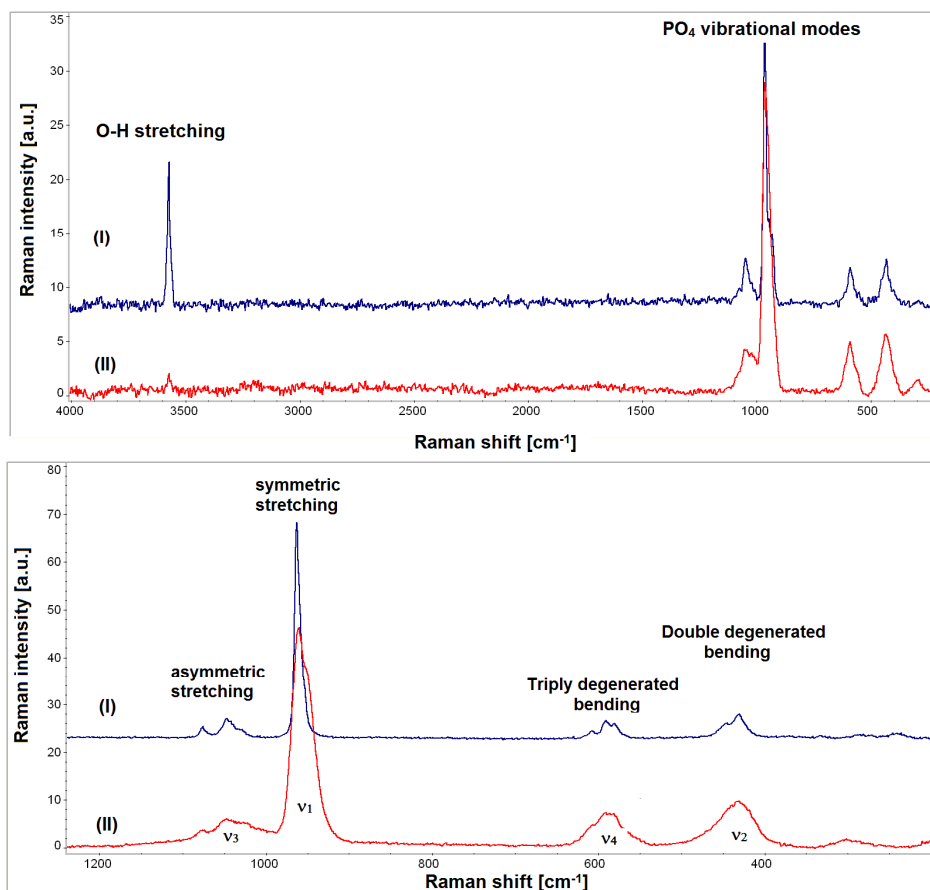 PO₄ vibrational modes
O-H stretching
Raman intensity [a.u.]
35
30
25
20
15
10
5
0
(I)
(II)
4000
3500
3000
2500
2000
1500
1000
500
Raman shift [cm⁻¹]
symmetric
stretching
Double degenerated
bending
asymmetric
stretching
Triply degenerated
bending
Raman intensity [a.u.]
80
70
60
50
40
30
20
10
0
(I)
(II)
ν₃
ν₁
ν₄
ν₂
1200
1000
800
600
400
Raman shift [cm⁻¹]